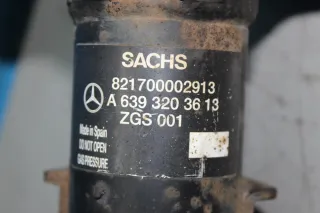 SACHS
821700002913
A 639 320 36 13
ZGS 001
Made in Spain
DO NOT OPEN
GAS PRESSURE